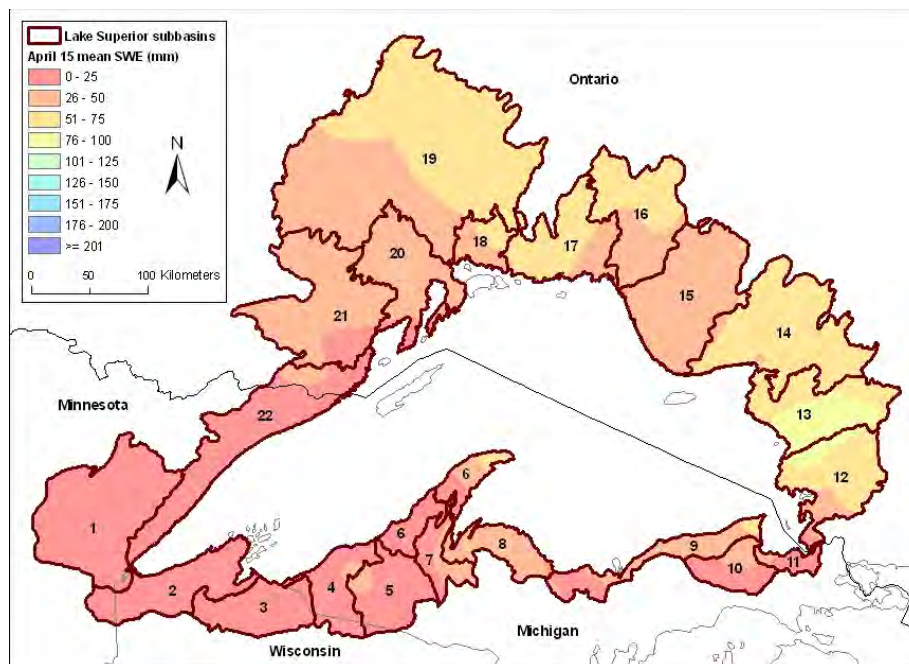 Lake Superior subbasins
April 15 mean SWE (mm)
0 - 25
26 - 50
51 - 75
76 - 100
101 - 125
126 - 150
151 - 175
176 - 200
>= 201
N
0 50 100 Kilometers
Ontario
19
16
18
17
20
15
21
14
Minnesota
22
13
12
6
1
6
8
9
7
10
11
2
4
5
3
Michigan
Wisconsin